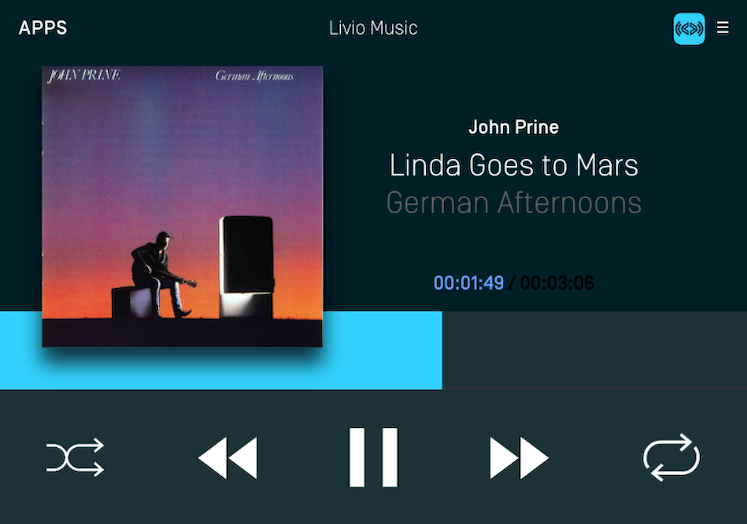 APPS
Livio Music
JOHN PRINE
German Afternoons
John Prine
Linda Goes to Mars
German Afternoons
00:01:49 / 00:03:06